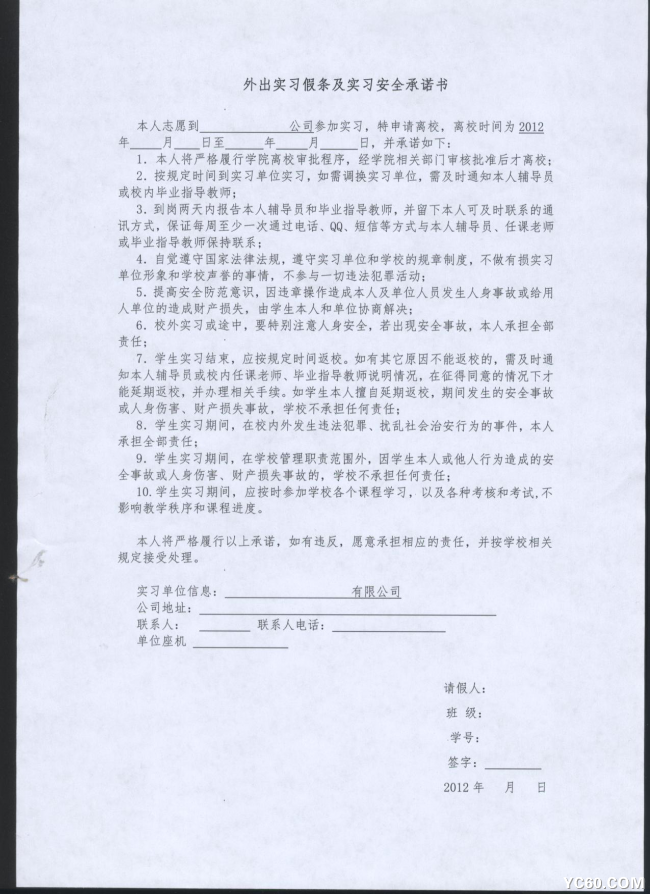 外出实习假条及实习安全承诺书
本人志愿到__________公司参加实习，特申请离校，离校时间为2012
年____月____日至____年____月____日，并承诺如下：
1．本人将严格履行学院离校审批程序，经学院相关部门审核批准后才离校；
2．按规定时间到实习单位实习，如需调换实习单位，需及时通知本人辅导员
或校内毕业指导教师；
3．到岗两天内报告本人辅导员和毕业指导教师，并留下本人可及时联系的通
讯方式，保证每周至少一次通过电话、QQ、短信等方式与本人辅导员、任课老师
或毕业指导教师保持联系；
4．自觉遵守国家法律法规，遵守实习单位和学校的规章制度，不做有损实习
单位形象和学校声誉的事情，不参与一切违法犯罪活动；
5．提高安全防范意识，因违章操作造成本人及单位人员发生人身事故或给用
人单位的造成财产损失，由学生本人和单位协商解决；
6．校外实习或途中，要特别注意人身安全，若出现安全事故，本人承担全部
责任；
7．学生实习结束，应按规定时间返校。如有其它原因不能返校的，需及时通
知本人辅导员或校内任课老师、毕业指导教师说明情况，在征得同意的情况下才
能延期返校，并办理相关手续。如学生本人擅自延期返校，期间发生的安全事故
或人身伤害、财产损失事故，学校不承担任何责任；
8．学生实习期间，在校内外发生违法犯罪、扰乱社会治安行为的事件，本人
承担全部责任；
9．学生实习期间，在学校管理职责范围外，因学生本人或他人行为造成的安
全事故或人身伤害、财产损失事故的，学校不承担任何责任；
10.学生实习期间，应按时参加学校各个课程学习，以及各种考核和考试,不
影响教学秩序和课程进度。
本人将严格履行以上承诺，如有违反，愿意承担相应的责任，并按学校相关
规定接受处理。
实习单位信息：______________有限公司
公司地址：______________________________
联系人： ______ 联系人电话：____________
单位座机 __________
请假人：
班 级：
学号：
签字：______
2012 年 月 日
YC60.COM